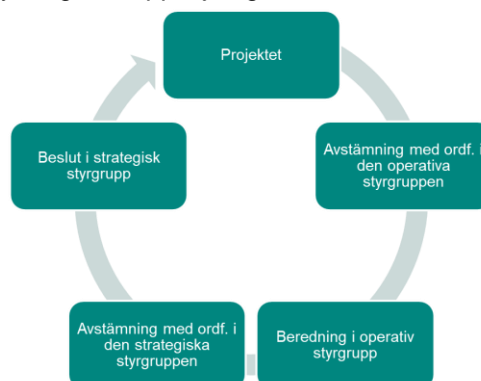 Projektet
Avstämning med ordf. i
den operativa
styrgruppen
Beredning i operativ
styrgrupp
Avstämning med ordf. i
den strategiska
styrgruppen
Beslut i strategisk
styrgrupp